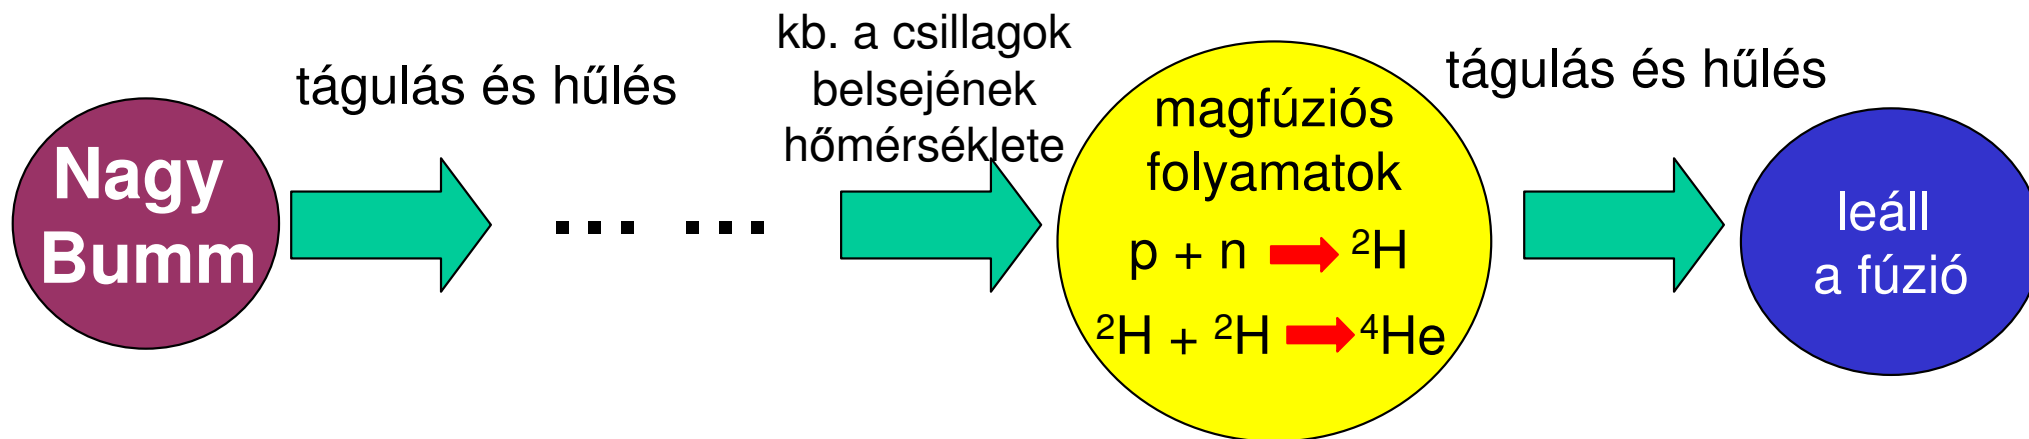 Nagy
Bumm
tágulás és hűlés
... ...
kb. a csillagok
belsejének
hőmérséklete
magfúziós
folyamatok
p + n → ²H
²H + ²H → ⁴He
tágulás és hűlés
leáll
a fúzió